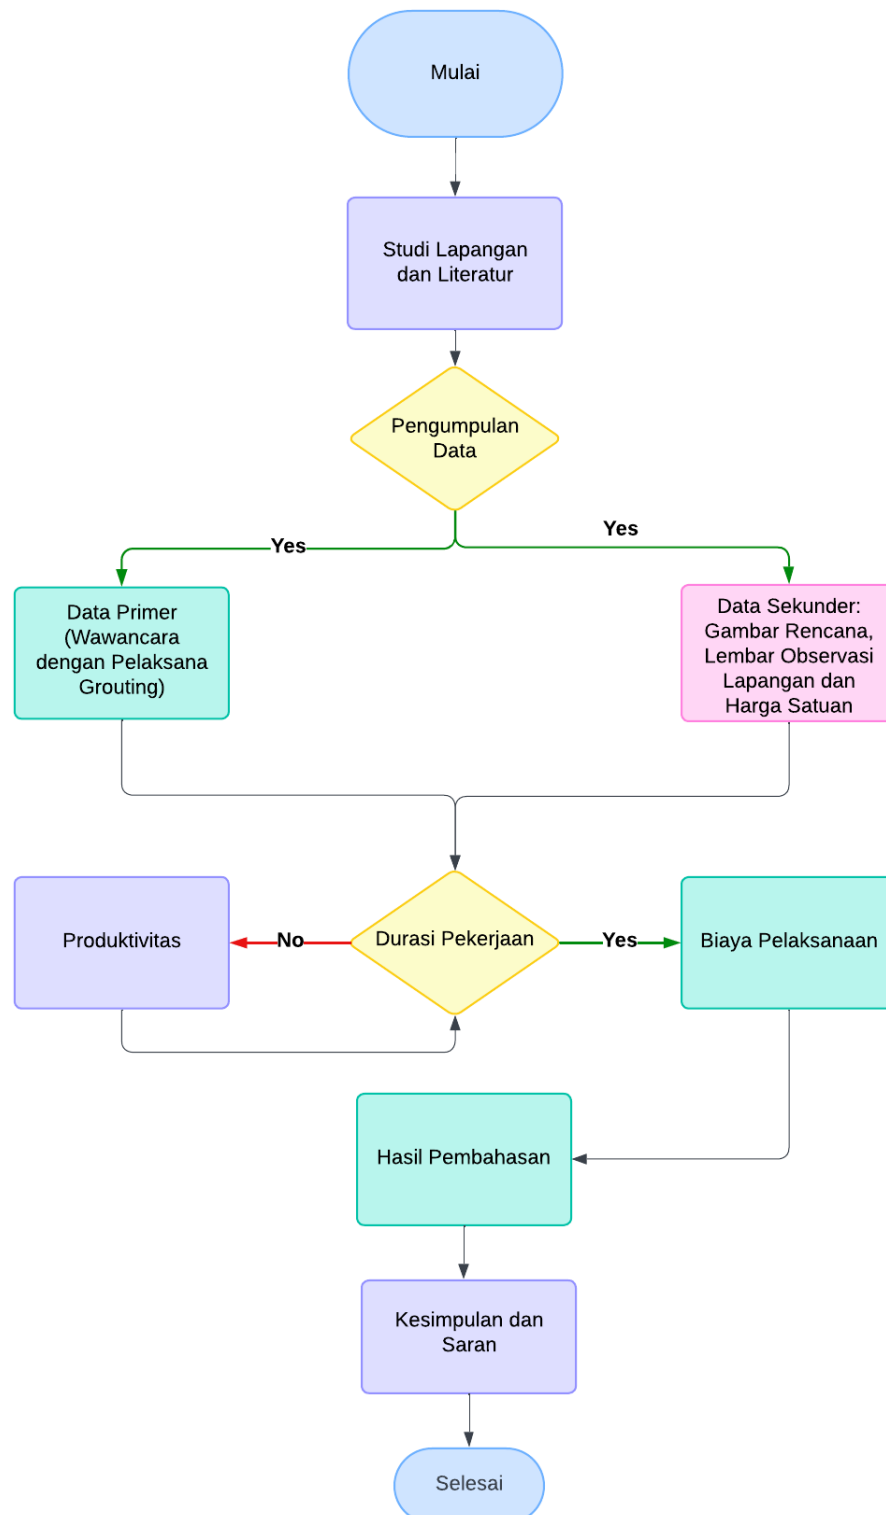 Mulai
Studi Lapangan
dan Literatur
Pengumpulan
Data
Yes
Yes
Data Primer
(Wawancara
dengan Pelaksana
Grouting)
Data Sekunder:
Gambar Rencana,
Lembar Observasi
Lapangan dan
Harga Satuan
Produktivitas
No
Durasi Pekerjaan
Yes
Biaya Pelaksanaan
Hasil Pembahasan
Kesimpulan dan
Saran
Selesai